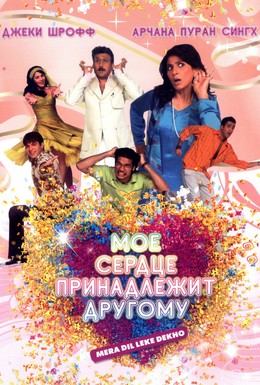 ДЖЕКИ ШРОФФ
АРЧАНА ПУРАН СИНГХ
МОЕ
СЕРДЦЕ
ПРИНАДЛЕЖИТ
ДРУГОМУ
MERA DIL LEKE DEKHO